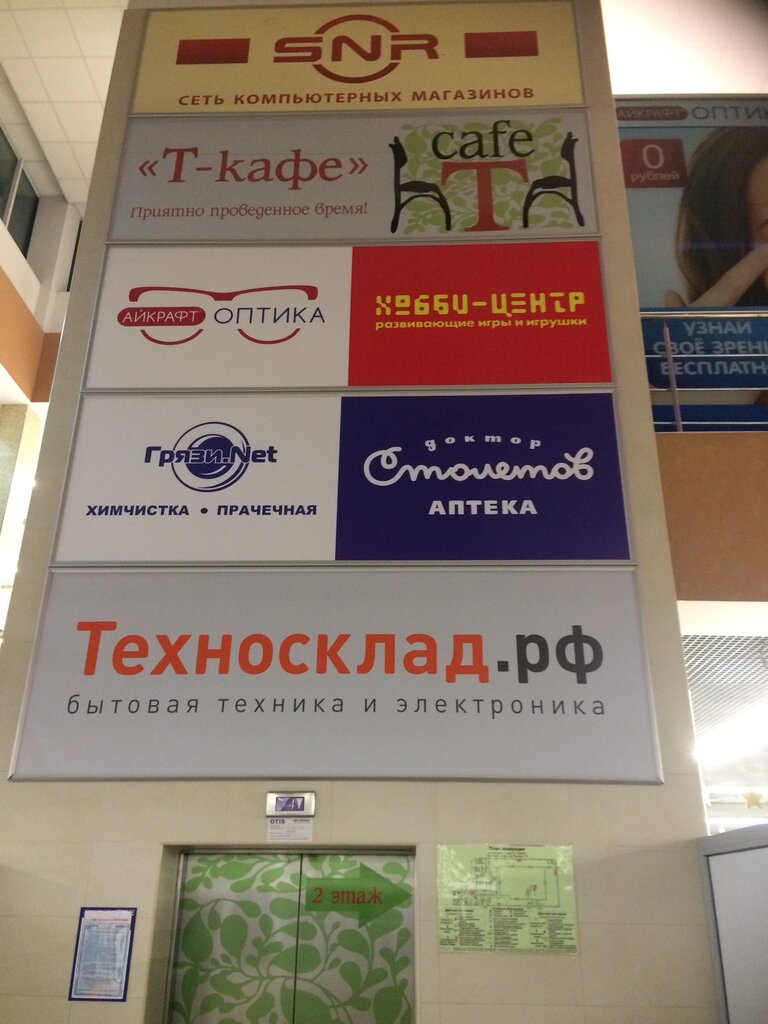 SNR
СЕТЬ КОМПЬЮТЕРНЫХ МАГАЗИНОВ
«Т-кафе»
Приятно проведенное время!
cafe
T
АЙКРАФТ ОПТИКА
ХОББИ-ЦЕНТР
развивающие игры и игрушки
Грязи.Net
ХИМЧИСТКА • ПРАЧЕЧНАЯ
доктор
Столетов
АПТЕКА
Техносклад.рф
бытовая техника и электроника
АЙКРАФТ ОПТИ
0
рублей
УЗНАЙ
СВОЁ ЗРЕН
БЕСПЛАТН
OTIS
2 этаж
План эвакуации